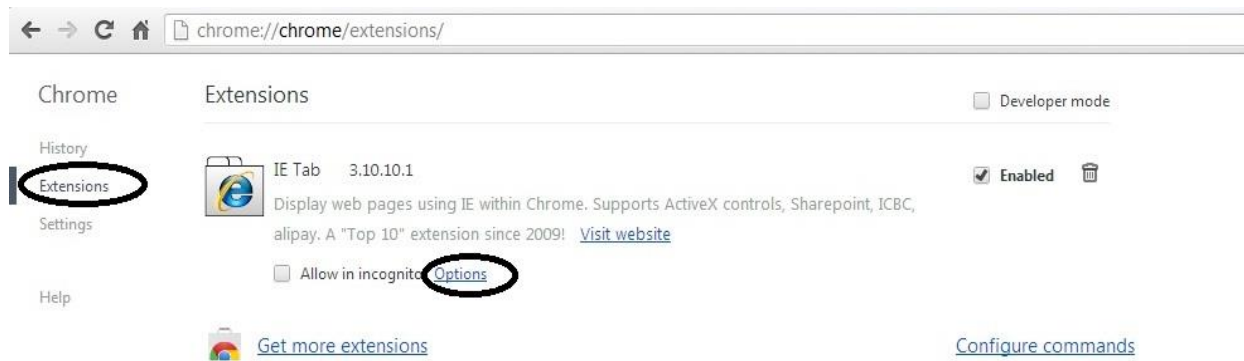 chrome://chrome/extensions/
Chrome
Extensions
Developer mode
History
Extensions
Settings
Help
IE Tab 3.10.10.1
Enabled
Display web pages using IE within Chrome. Supports ActiveX controls, Sharepoint, ICBC,
alipay. A "Top 10" extension since 2009! Visit website
Allow in incognito Options
Get more extensions
Configure commands